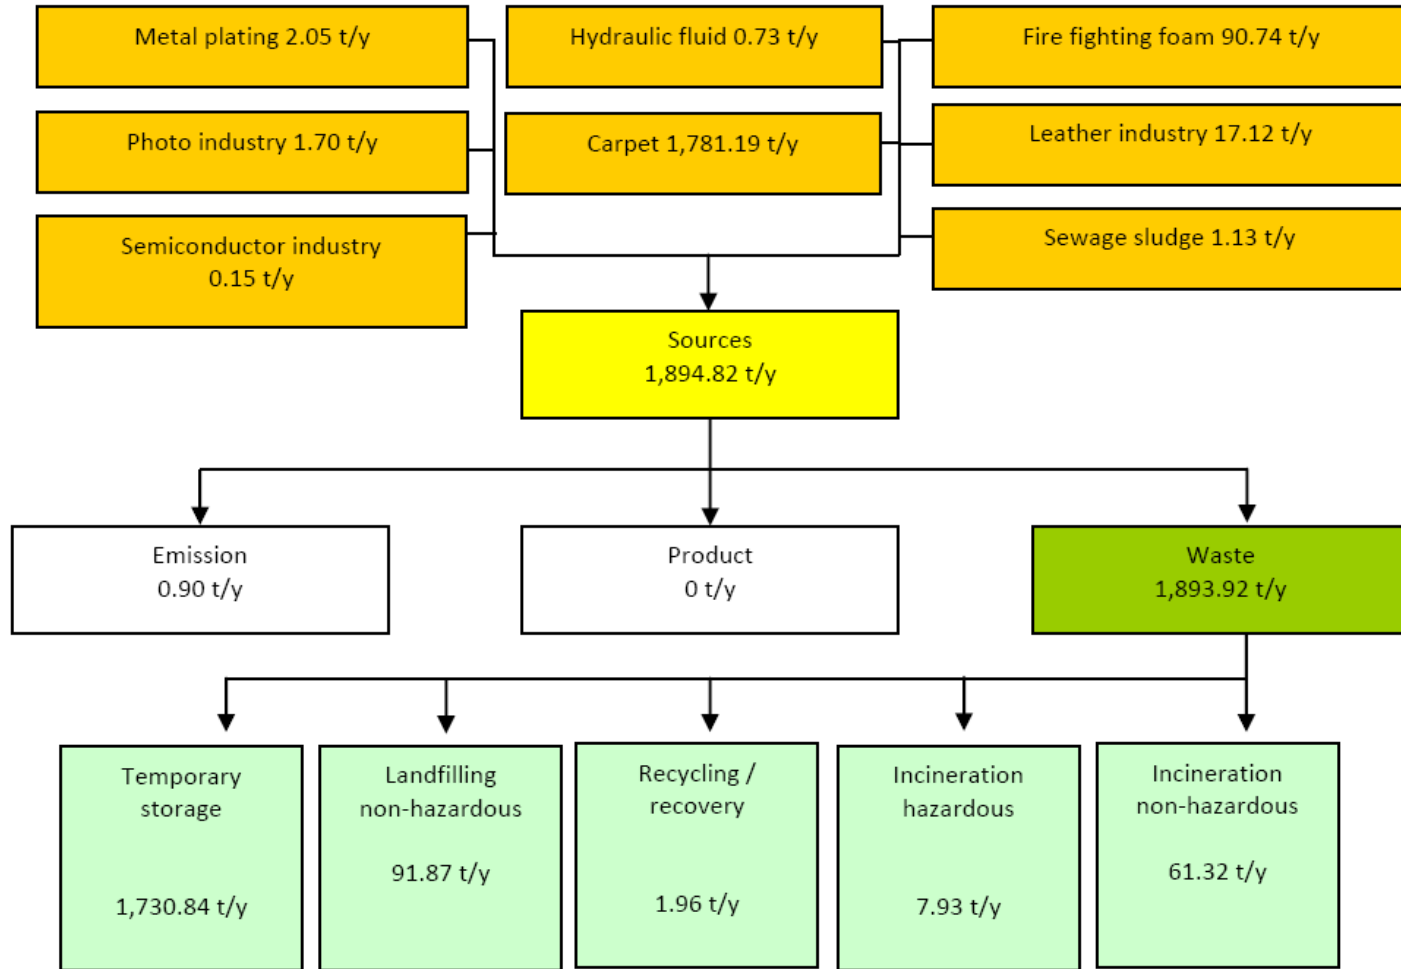 Metal plating 2.05 t/y
Hydraulic fluid 0.73 t/y
Fire fighting foam 90.74 t/y
Photo industry 1.70 t/y
Carpet 1,781.19 t/y
Leather industry 17.12 t/y
Semiconductor industry
0.15 t/y
Sewage sludge 1.13 t/y
Sources
1,894.82 t/y
Emission
0.90 t/y
Product
0 t/y
Waste
1,893.92 t/y
Temporary
storage
1,730.84 t/y
Landfilling
non-hazardous
91.87 t/y
Recycling /
recovery
1.96 t/y
Incineration
hazardous
7.93 t/y
Incineration
non-hazardous
61.32 t/y